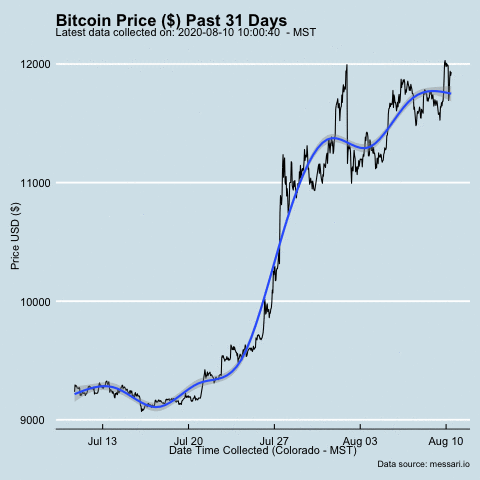 Bitcoin Price ($) Past 31 Days
Latest data collected on: 2020-08-10 10:00:40  - MST
12000
11000
10000
9000
Price USD ($)
Jul 13
Jul 20
Jul 27
Aug 03
Aug 10
Date Time Collected (Colorado - MST)
Data source: messari.io